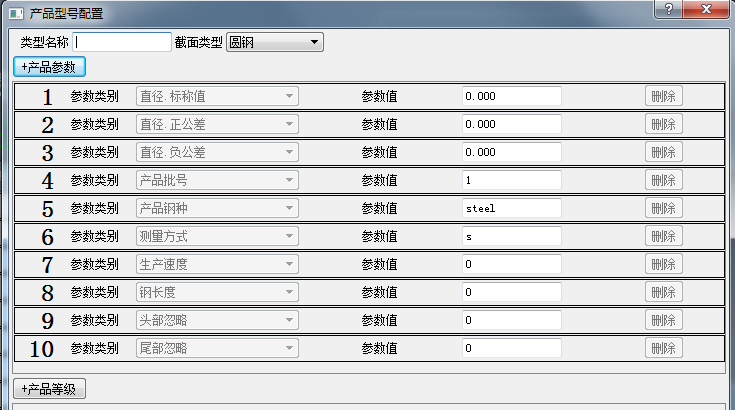 产品型号配置
类型名称 截面类型 圆钢
+产品参数
1 参数类别 直径.标称值 参数值 0.000 删除
2 参数类别 直径.正公差 参数值 0.000 删除
3 参数类别 直径.负公差 参数值 0.000 删除
4 参数类别 产品批号 参数值 1 删除
5 参数类别 产品钢种 参数值 steel 删除
6 参数类别 测量方式 参数值 s 删除
7 参数类别 生产速度 参数值 0 删除
8 参数类别 钢长度 参数值 0 删除
9 参数类别 头部忽略 参数值 0 删除
10 参数类别 尾部忽略 参数值 0 删除
+产品等级